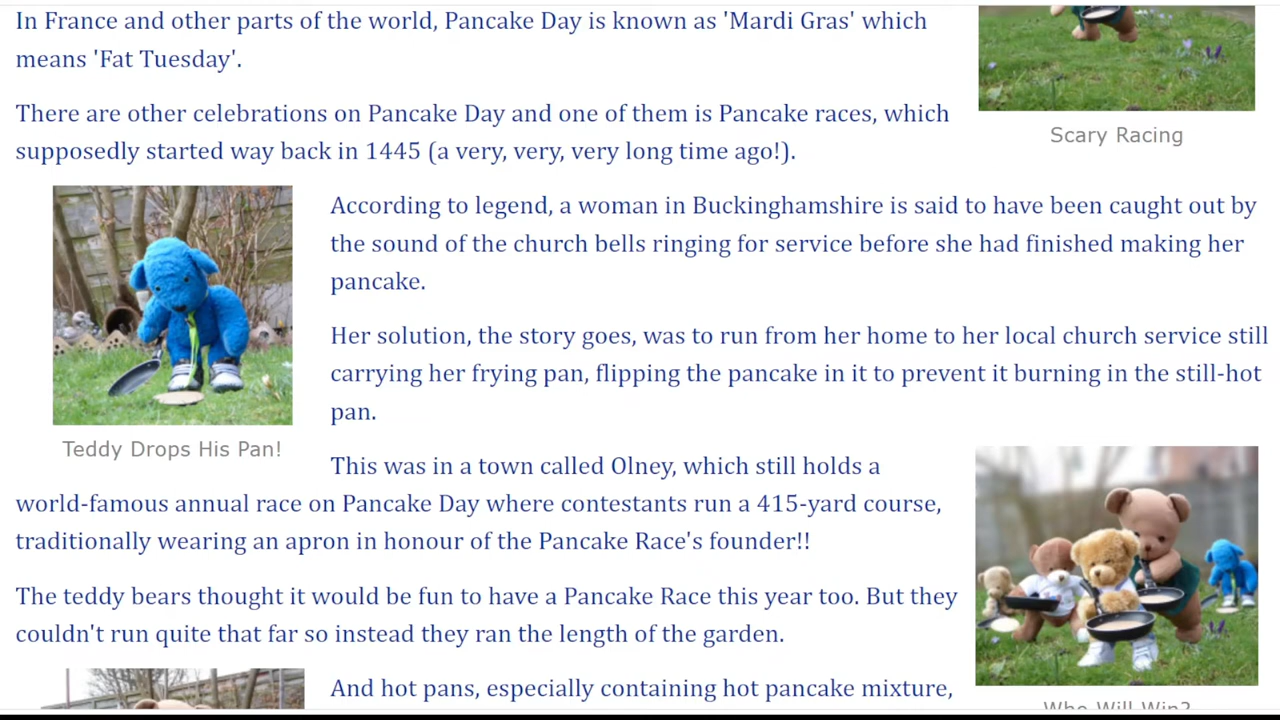 In France and other parts of the world, Pancake Day is known as 'Mardi Gras' which
means 'Fat Tuesday'.
There are other celebrations on Pancake Day and one of them is Pancake races, which
supposedly started way back in 1445 (a very, very, very long time ago!).
Scary Racing
According to legend, a woman in Buckinghamshire is said to have been caught out by
the sound of the church bells ringing for service before she had finished making her
pancake.
Her solution, the story goes, was to run from her home to her local church service still
carrying her frying pan, flipping the pancake in it to prevent it burning in the still-hot
pan.
Teddy Drops His Pan!
This was in a town called Olney, which still holds a
world-famous annual race on Pancake Day where contestants run a 415-yard course,
traditionally wearing an apron in honour of the Pancake Race's founder!!
The teddy bears thought it would be fun to have a Pancake Race this year too. But they
couldn't run quite that far so instead they ran the length of the garden.
And hot pans, especially containing hot pancake mixture,
Who Will Win?